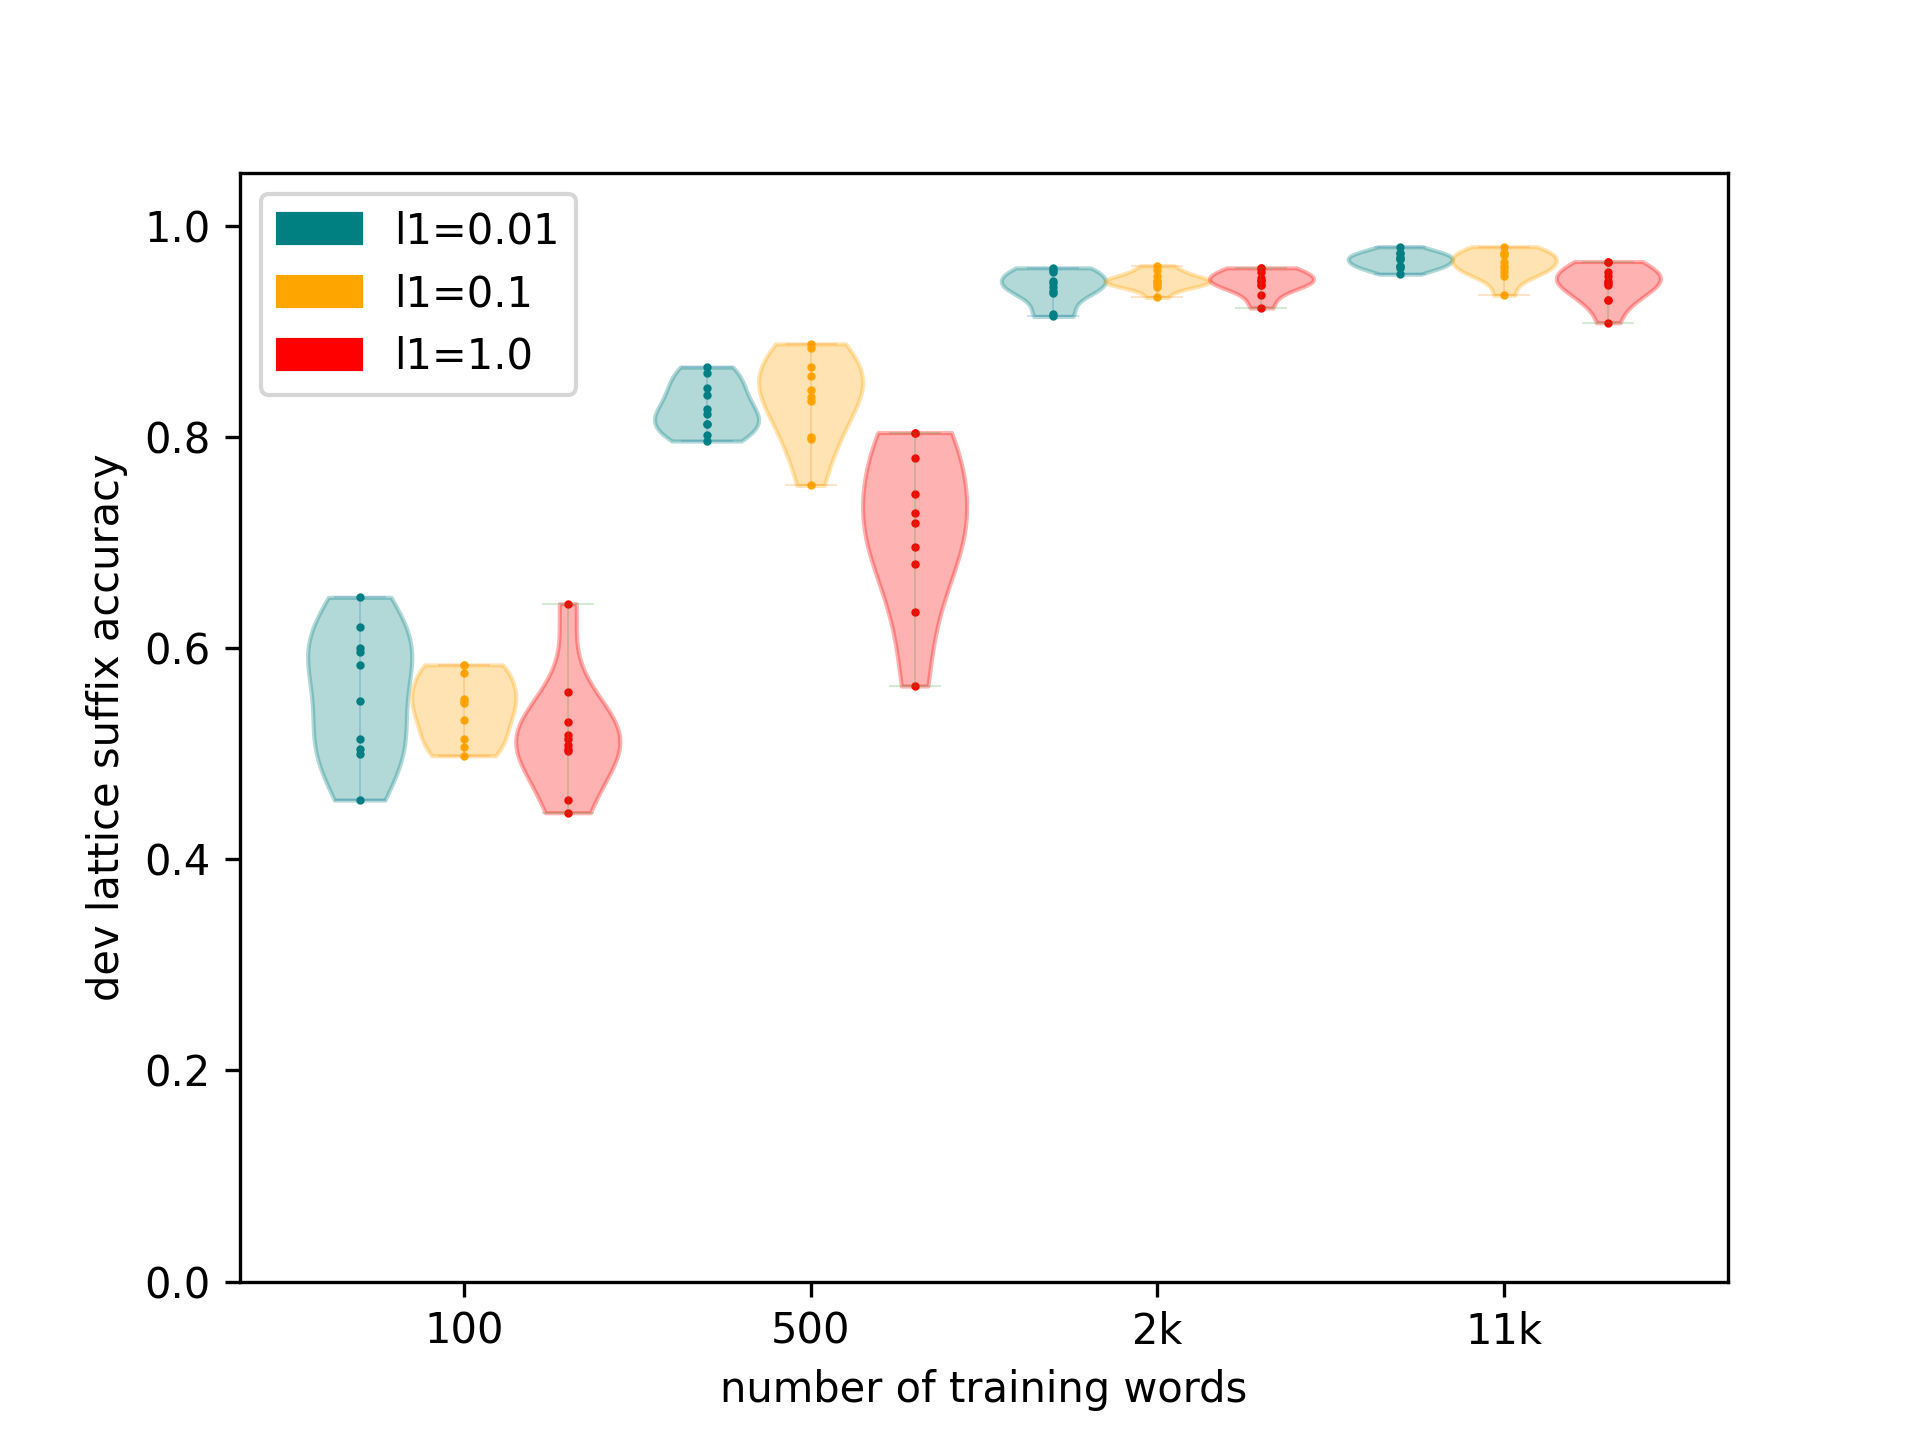 l1=0.01
l1=0.1
l1=1.0
1.0
0.8
0.6
0.4
0.2
0.0
dev lattice suffix accuracy
100 500 2k 11k
number of training words